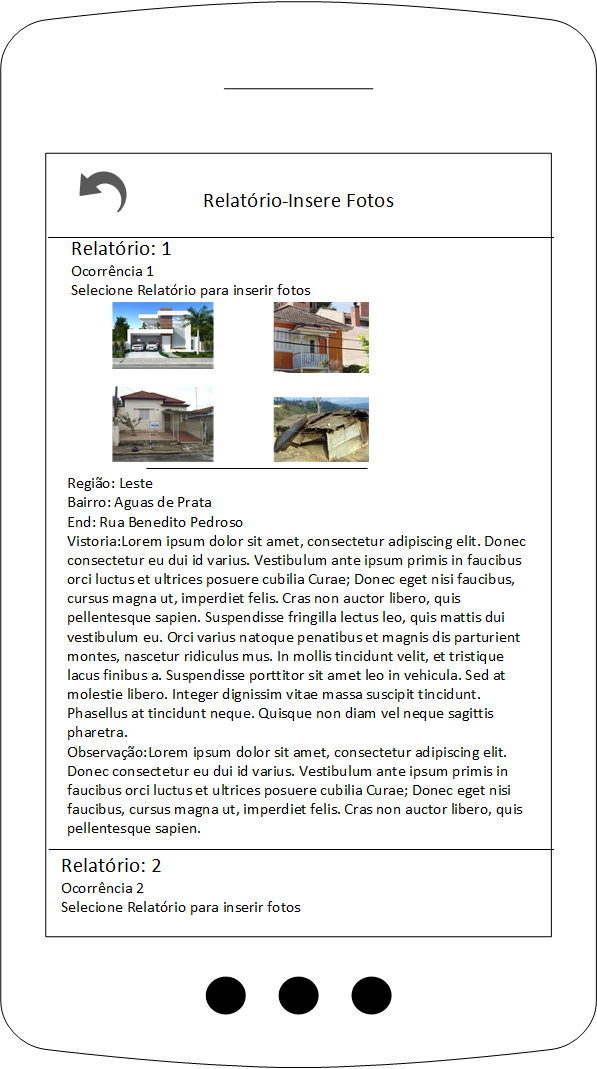 Relatório-Insere Fotos
Relatório: 1
Ocorrência 1
Selecione Relatório para inserir fotos
Região: Leste
Bairro: Aguas de Prata
End: Rua Benedito Pedroso
Vistoria:Lorem ipsum dolor sit amet, consectetur adipiscing elit. Donec
consectetur eu dui id varius. Vestibulum ante ipsum primis in faucibus
orci luctus et ultrices posuere cubilia Curae; Donec eget nisi faucibus,
cursus magna ut, imperdiet felis. Cras non auctor libero, quis
pellentesque sapien. Suspendisse fringilla lectus leo, quis mattis dui
vestibulum eu. Orci varius natoque penatibus et magnis dis parturient
montes, nascetur ridiculus mus. In mollis tincidunt velit, et tristique
lacus finibus a. Suspendisse porttitor sit amet leo in vehicula. Sed at
molestie libero. Integer dignissim vitae massa suscipit tincidunt.
Phasellus at tincidunt neque. Quisque non diam vel neque sagittis
pharetra.
Observação:Lorem ipsum dolor sit amet, consectetur adipiscing elit.
Donec consectetur eu dui id varius. Vestibulum ante ipsum primis in
faucibus orci luctus et ultrices posuere cubilia Curae; Donec eget nisi
faucibus, cursus magna ut, imperdiet felis. Cras non auctor libero, quis
pellentesque sapien.
Relatório: 2
Ocorrência 2
Selecione Relatório para inserir fotos